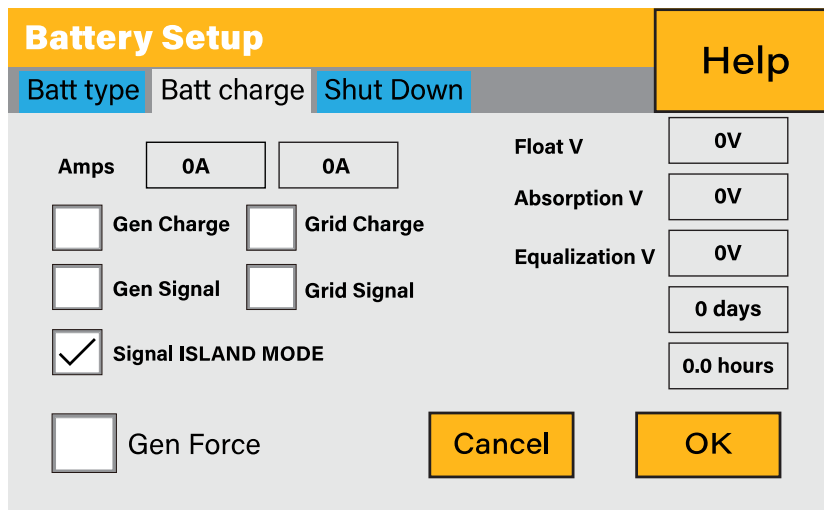 Battery Setup
Help
Batt type Batt charge Shut Down
Amps 0A 0A
Float V 0V
Absorption V 0V
Gen Charge Grid Charge
Equalization V 0V
Gen Signal Grid Signal
0 days
Signal ISLAND MODE
0.0 hours
Gen Force
Cancel OK